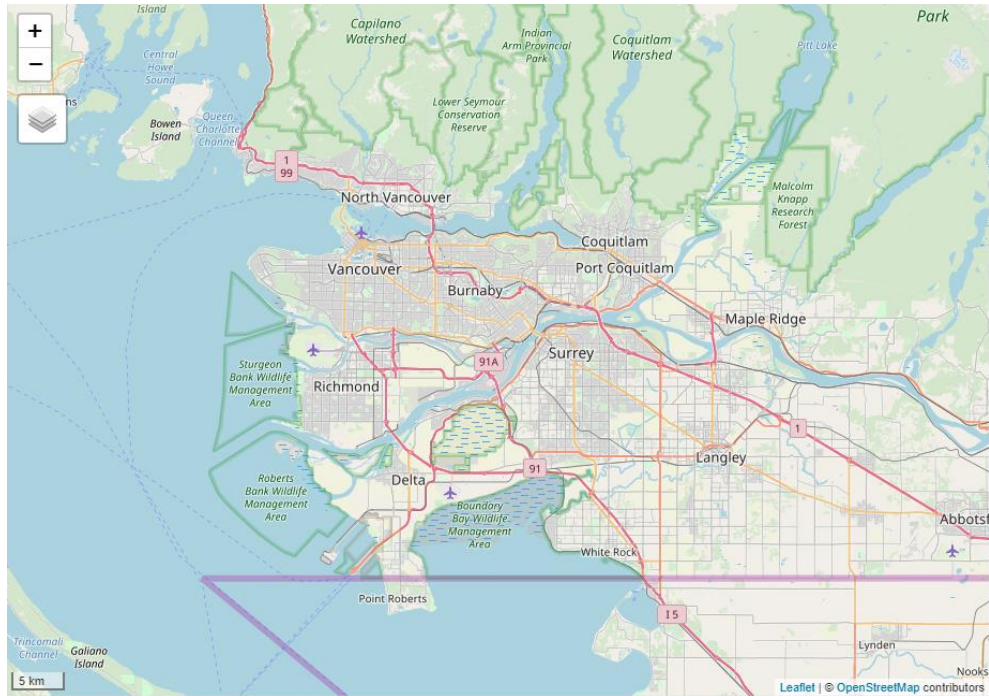 +
−
Island
Capilano
Watershed
Indian
Arm Provincial
Park
Coquitlam
Watershed
Park
Pitt Lake
Central
Howe
Sound
ns
Bowen
Island
Queen
Charlotte
Channel
Lower Seymour
Conservation
Reserve
1
99
North Vancouver
Malcolm
Knapp
Research
Forest
Coquitlam
Port Coquitlam
Vancouver
Burnaby
Maple Ridge
Surrey
91A
Sturgeon
Bank Wildlife
Management
Area
Richmond
1
Langley
91
Delta
Roberts
Bank Wildlife
Management
Area
Boundary
Bay Wildlife
Management
Area
Abbotsf
White Rock
Point Roberts
I 5
Lynden
Trincomali
Channel
Galiano
Island
Nooks
5 km
Leaflet | © OpenStreetMap contributors